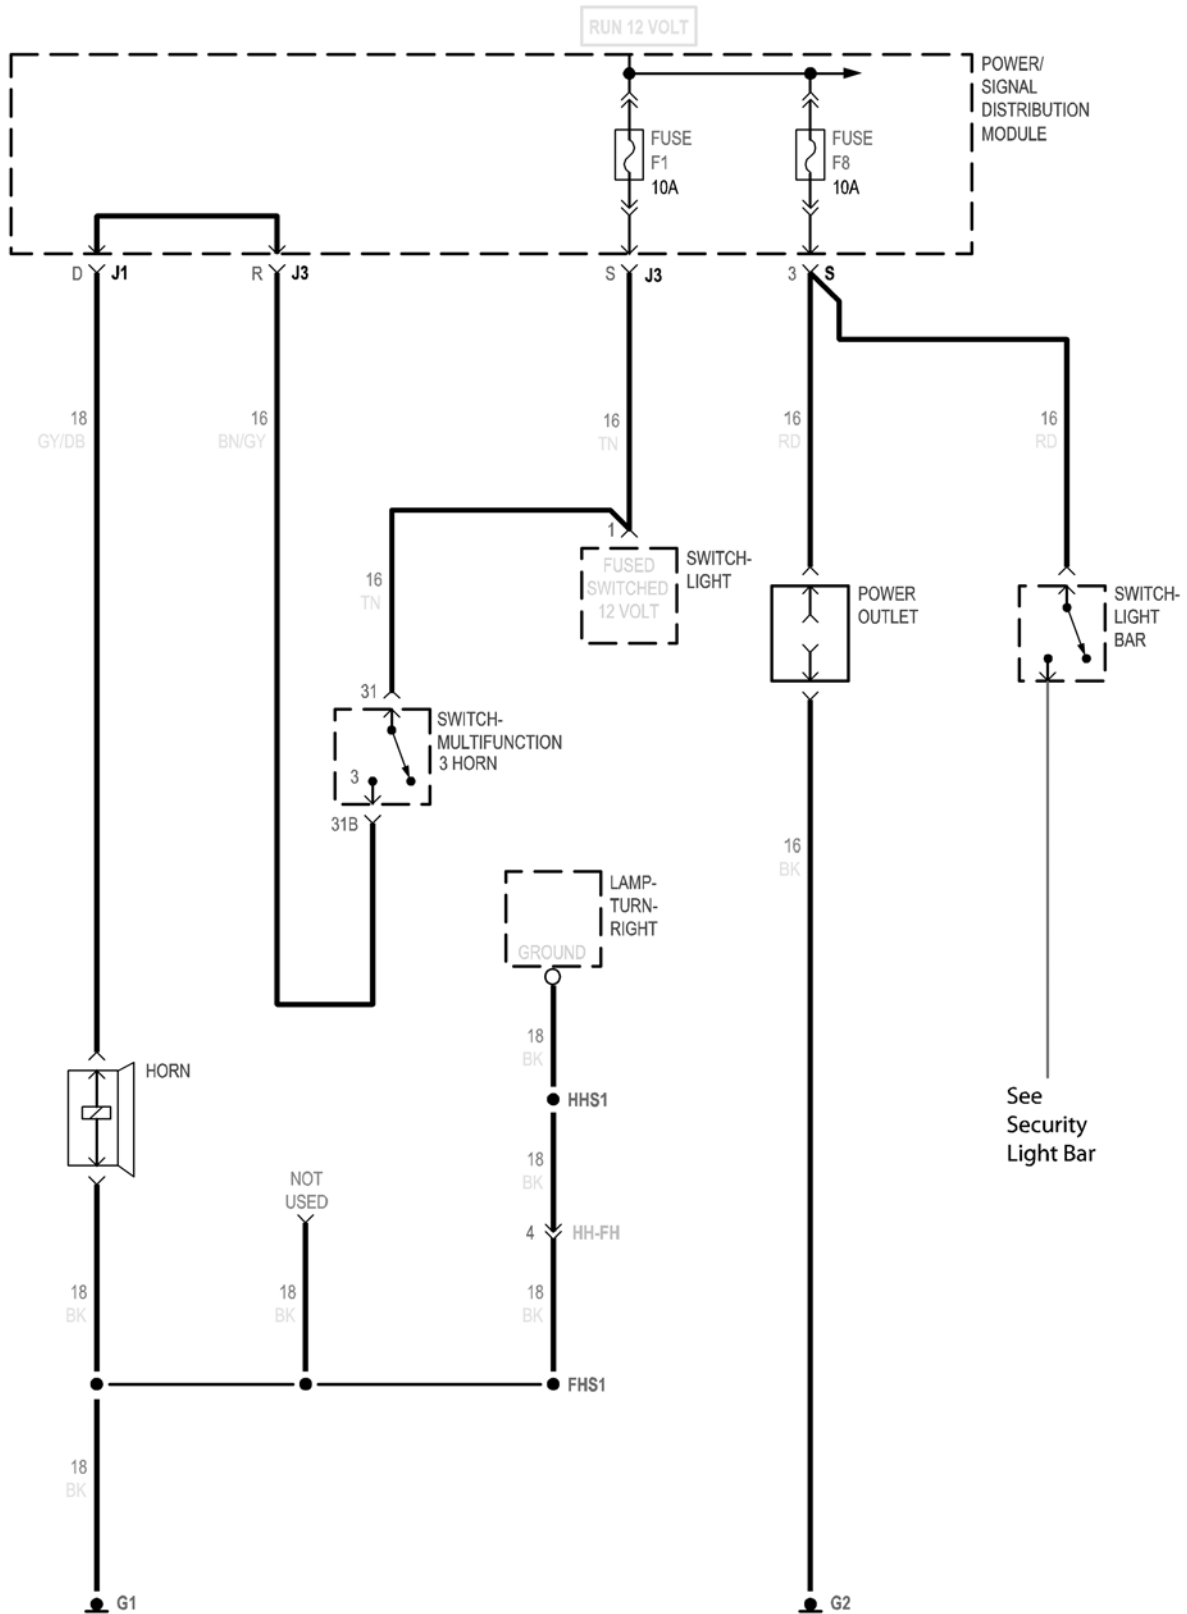 RUN 12 VOLT
POWER/
SIGNAL
DISTRIBUTION
MODULE
FUSE
F1
10A
FUSE
F8
10A
D J1
R J3
S J3
3 S
18
GY/DB
16
BN/GY
16
TN
16
RD
16
RD
1
FUSED
SWITCHED
12 VOLT
SWITCH-
LIGHT
16
TN
POWER
OUTLET
SWITCH-
LIGHT
BAR
31
SWITCH-
MULTIFUNCTION
3 HORN
3
31B
16
BK
LAMP-
TURN-
RIGHT
GROUND
18
BK
HORN
HHS1
See
Security
Light Bar
18
BK
NOT
USED
4 HH-FH
18
BK
18
BK
18
BK
FHS1
18
BK
G1
G2